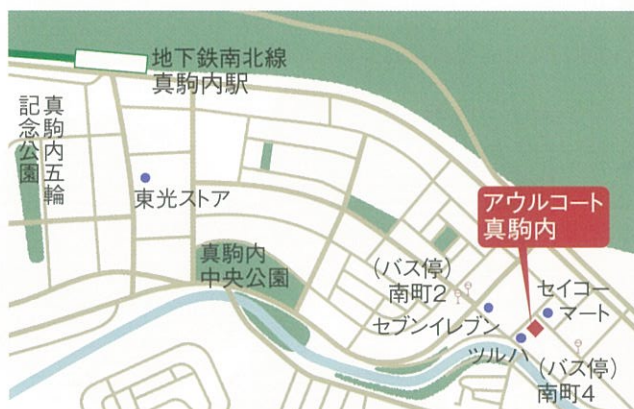 地下鉄南北線
真駒内駅
真駒内五輪
記念公園
東光ストア
真駒内
中央公園
アウルコート
真駒内
(バス停)
南町2
セイコー
マート
セブンイレブン
ツルハ
(バス停)
南町4